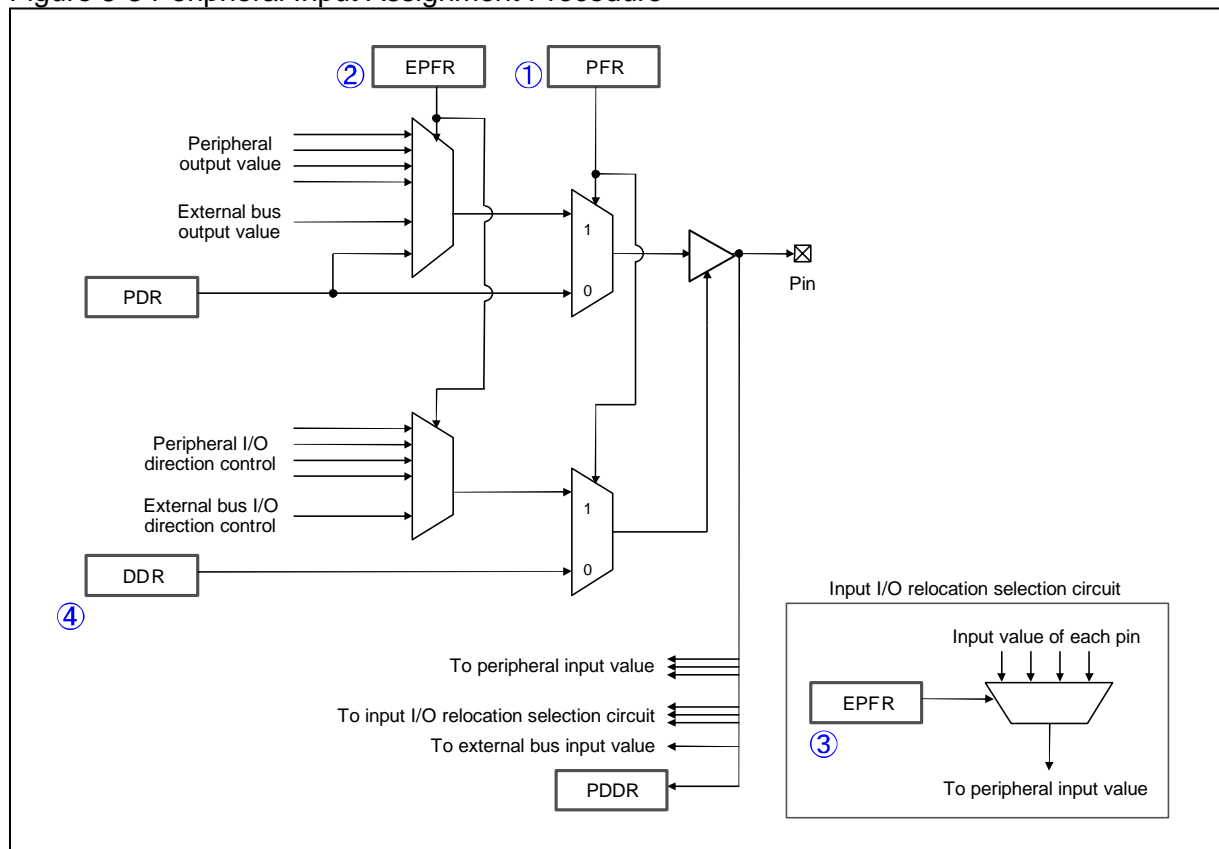 Figure 5-3 Peripheral Input Assignment Procedure
② EPFR
① PFR
Peripheral
output value
External bus
output value
1
0
PDR
Pin
Peripheral I/O
direction control
External bus I/O
direction control
1
0
DDR
④
Input I/O relocation selection circuit
Input value of each pin
EPFR
③
To peripheral input value
To peripheral input value
To input I/O relocation selection circuit
To external bus input value
PDDR